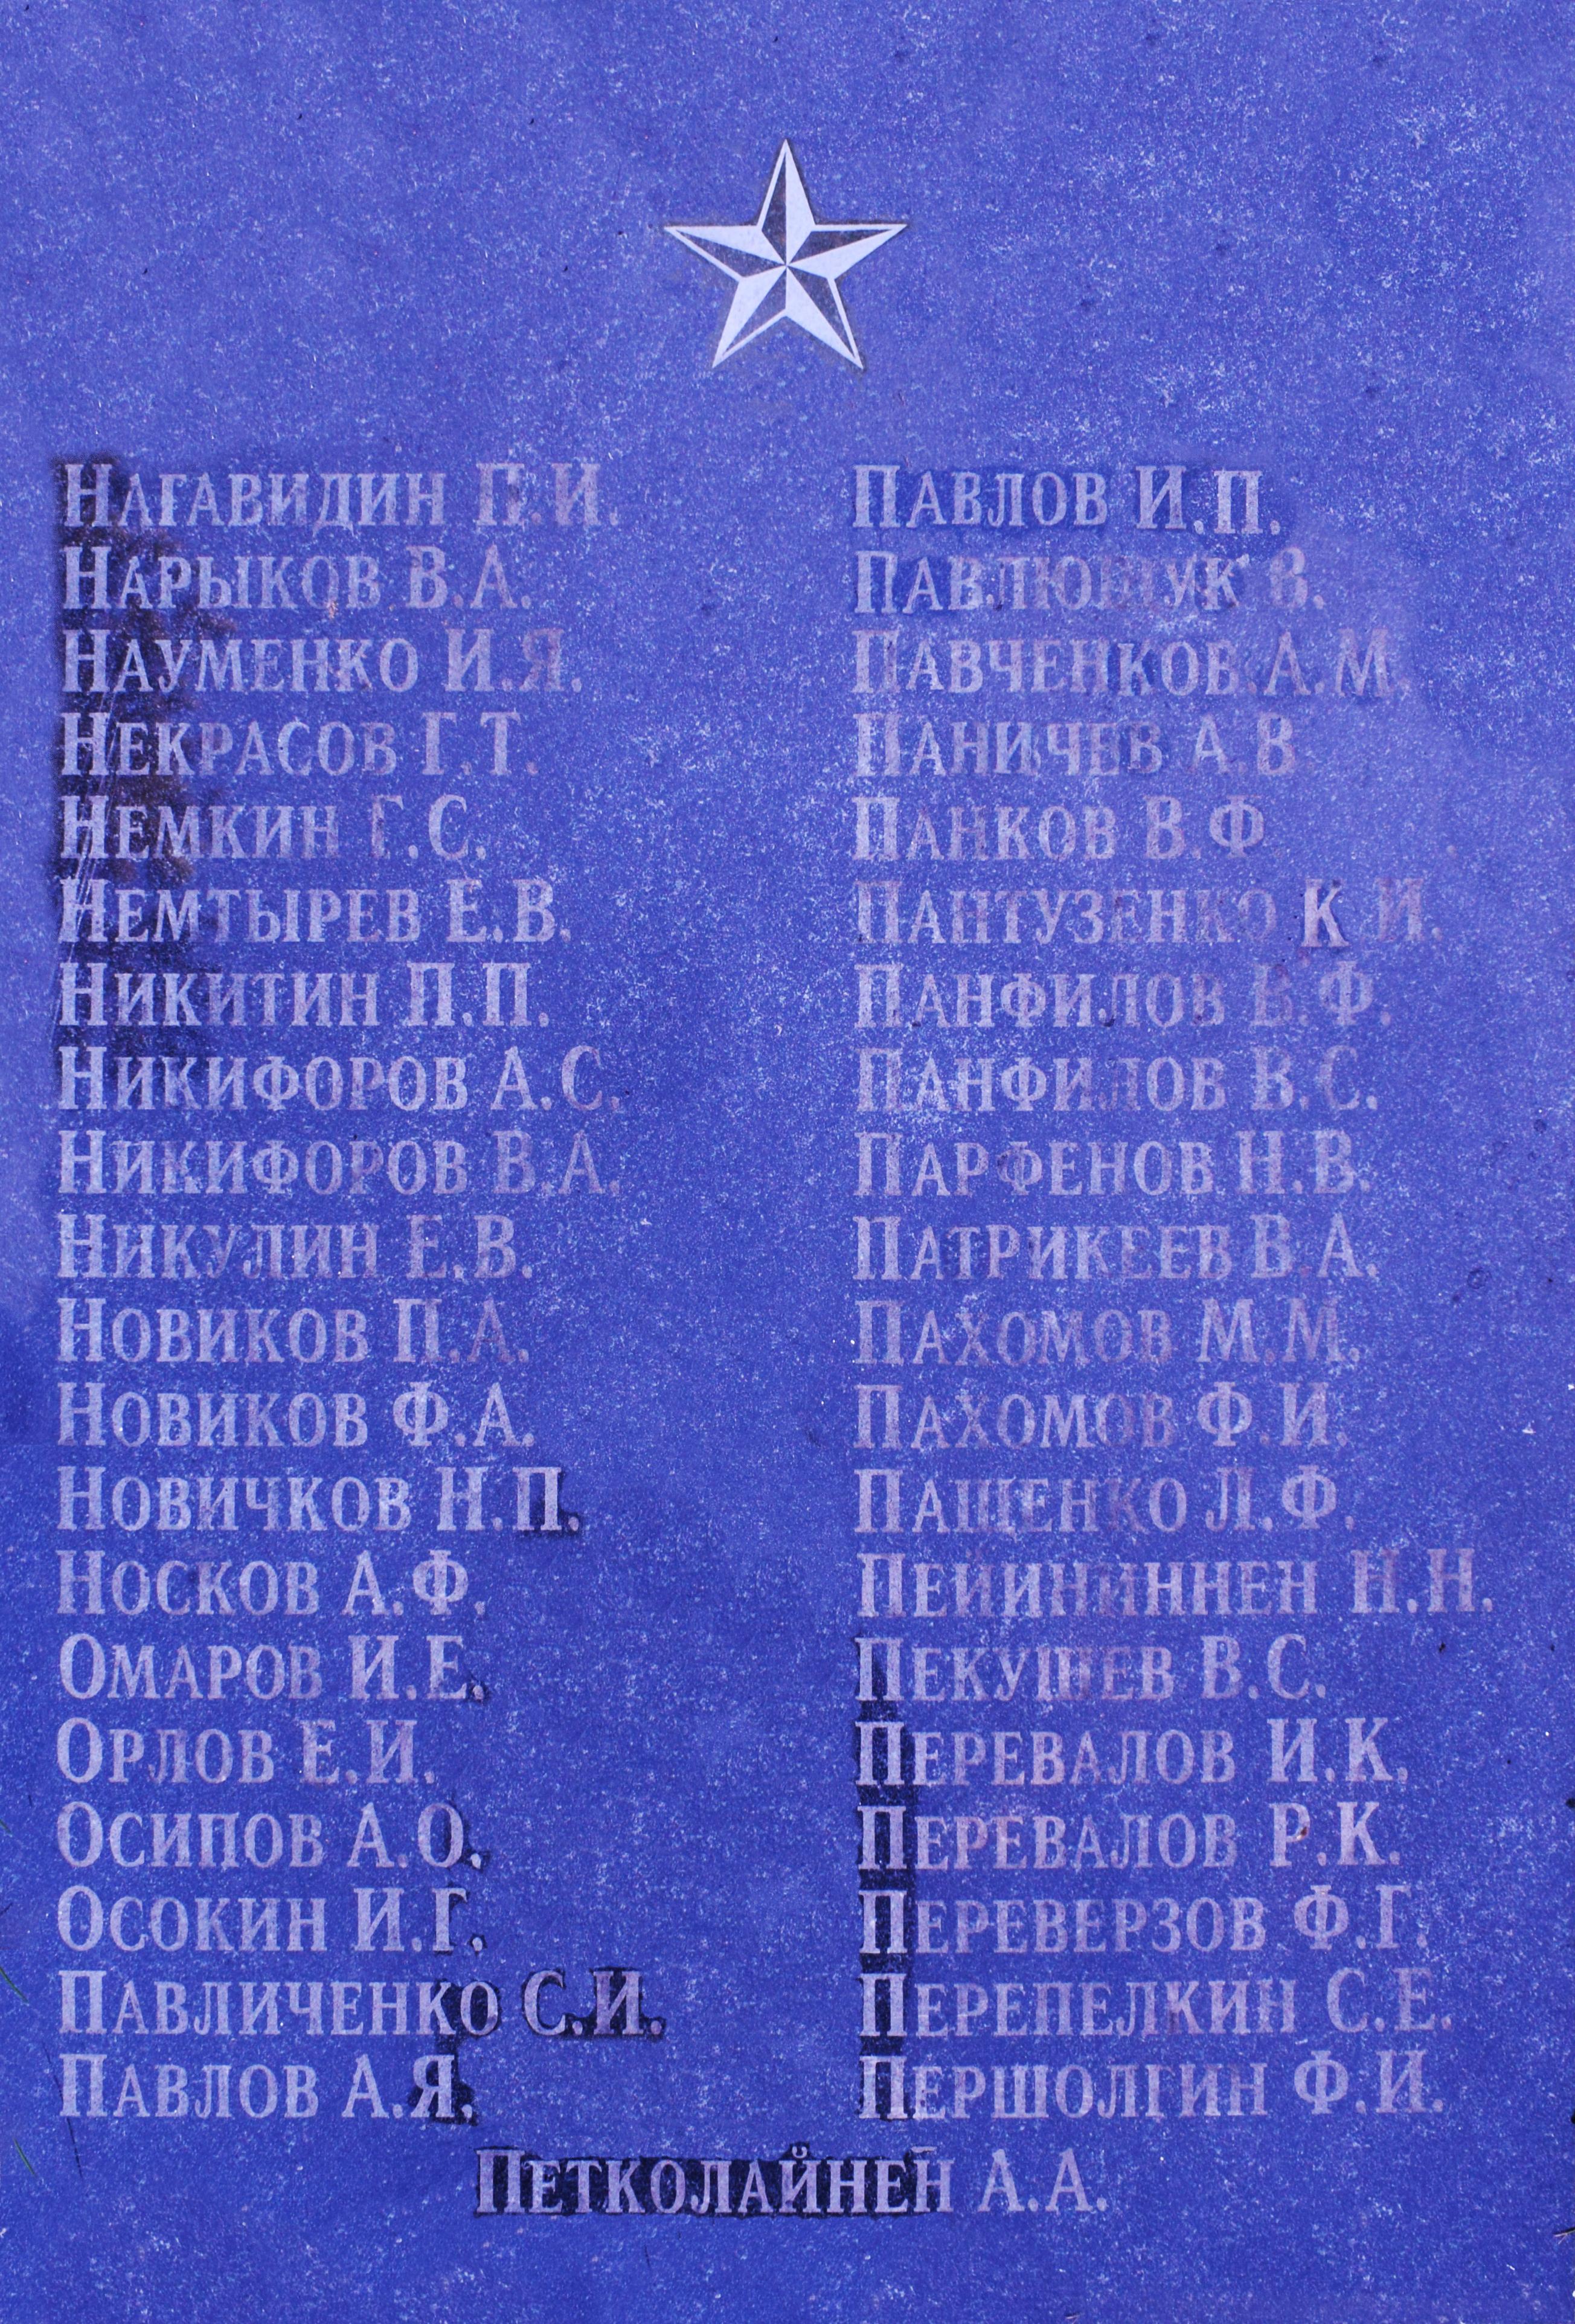 Нагавидин П.И.
Нарыков В.А.
Науменко И.Я.
Некрасов Г.Т.
Немкин Г.С.
Немтырев Е.В.
Никитин П.П.
Никифоров А.С.
Никифоров В.А.
Никулин Е.В.
Новиков П.А.
Новиков Ф.А.
Новичков Н.П.
Носков А.Ф.
Омаров И.Е.
Орлов Е.И.
Осипов А.О.
Осокин И.Г.
Павличенко С.И.
Павлов А.Я.
Павлов И.П.
Павлющук В.
Павченков А.М.
Паничев А.В.
Панков В.Ф.
Пантузенко К.И.
Панфилов В.Ф.
Панфилов В.С.
Парфенов Н.В.
Патрикеев В.А.
Пахомов М.М.
Пахомов Ф.И.
Пащенко Л.Ф.
Пейининнен Н.Н.
Пекушев В.С.
Перевалов И.К.
Перевалов Р.К.
Переверзов Ф.Г.
Перепелкин С.Е.
Першолгин Ф.И.
Петколайнен А.А.